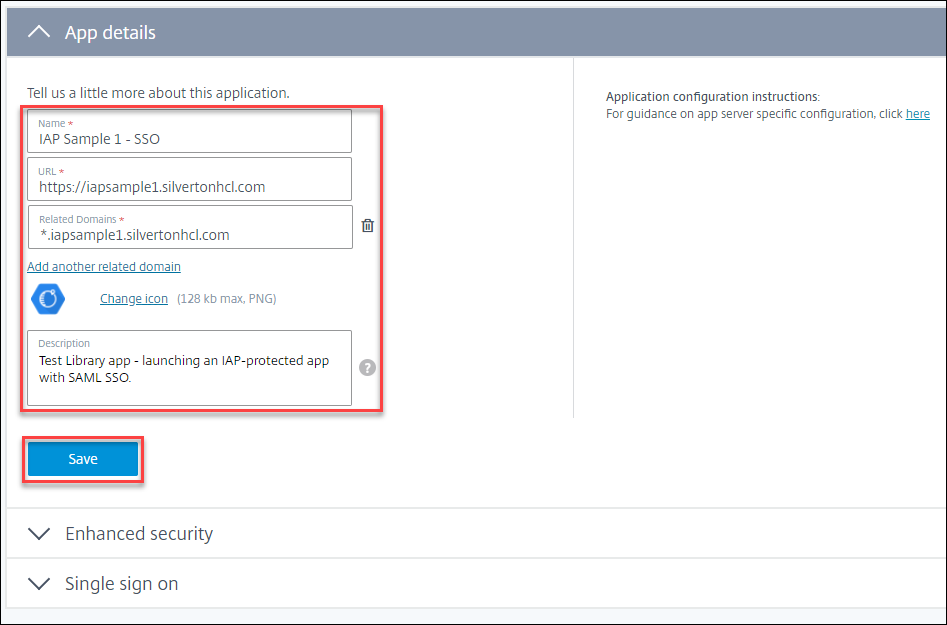 App details
Tell us a little more about this application.
Name *
IAP Sample 1 - SSO
URL *
https://iapsample1.silvertonhcl.com
Related Domains *
*.iapsample1.silvertonhcl.com
Add another related domain
Change icon (128 kb max, PNG)
Description
Test Library app - launching an IAP-protected app
with SAML SSO.
?
Save
Application configuration instructions:
For guidance on app server specific configuration, click here
Enhanced security
Single sign on